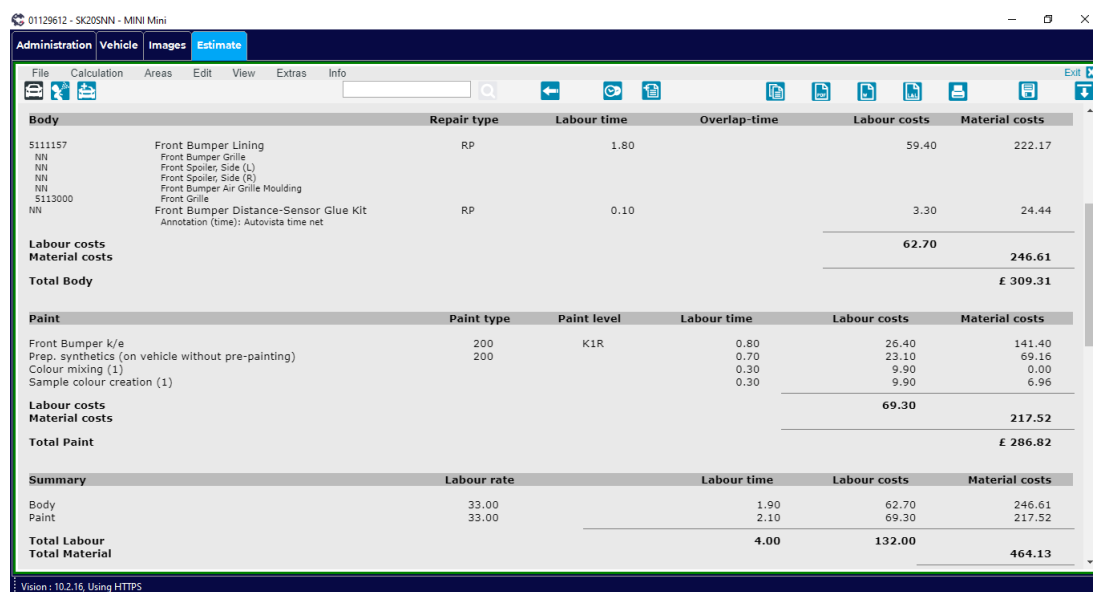 01129612 - SK20SNN - MINI Mini
Administration Vehicle Images Estimate
File Calculation Areas Edit View Extras Info Exit
Body Repair type Labour time Overlap-time Labour costs Material costs
5111157 Front Bumper Lining RP 1.80 59.40 222.17
NN Front Bumper Grille
NN Front Spoiler, Side (L)
NN Front Spoiler, Side (R)
NN Front Bumper Air Grille Moulding
5113000 Front Grille
NN Front Bumper Distance-Sensor Glue Kit RP 0.10 3.30 24.44
Annotation (time): Autovista time net
Labour costs 62.70
Material costs 246.61
Total Body £ 309.31
Paint Paint type Paint level Labour time Labour costs Material costs
Front Bumper k/e 200 K1R 0.80 26.40 141.40
Prep. synthetics (on vehicle without pre-painting) 200 0.70 23.10 69.16
Colour mixing (1) 0.30 9.90 0.00
Sample colour creation (1) 0.30 9.90 6.96
Labour costs 69.30
Material costs 217.52
Total Paint £ 286.82
Summary Labour rate Labour time Labour costs Material costs
Body 33.00 1.90 62.70 246.61
Paint 33.00 2.10 69.30 217.52
Total Labour 4.00 132.00
Total Material 464.13
Vision : 10.2.16, Using HTTPS